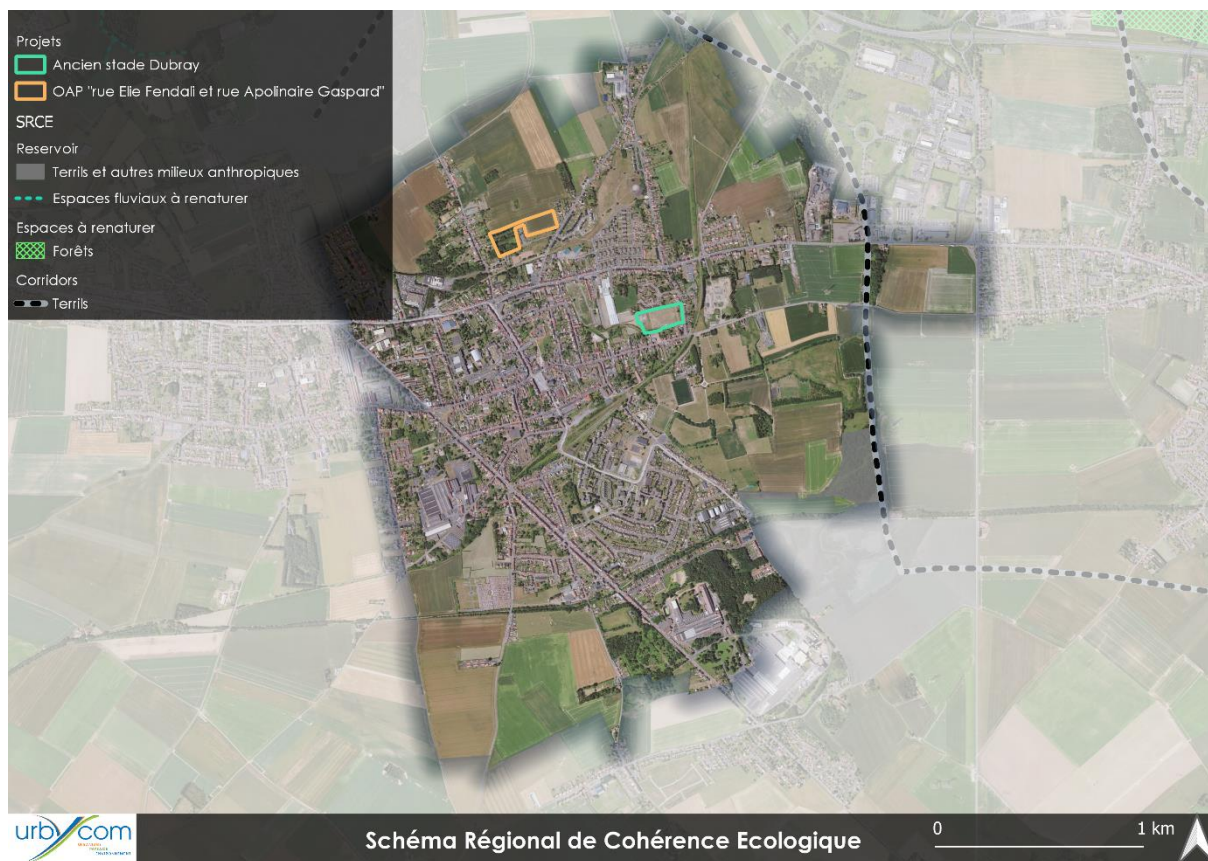 Projets
Ancien stade Dubray
OAP "rue Elie Fendali et rue Apolinaire Gaspard"
SRCE
Reservoir
Terrils et autres milieux anthropiques
Espaces fluviaux à renaturer
Espaces à renaturer
Forêts
Corridors
Terrils
urbycom
Schéma Régional de Cohérence Ecologique
0
1 km